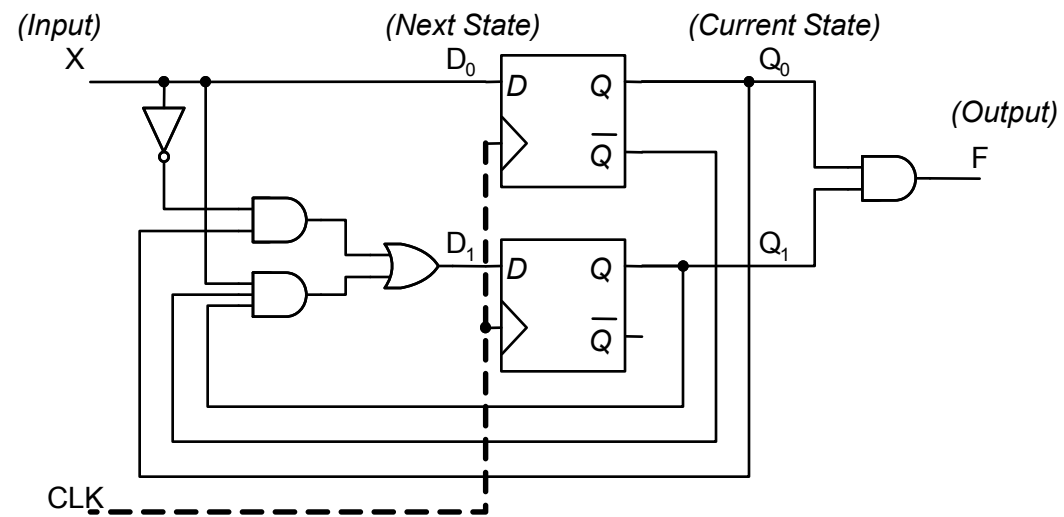 (Input) (Next State) (Current State)
X D₀ Q₀
D Q
(Output)
Q̅
F
D₁ Q₁
D Q
Q̅
CLK